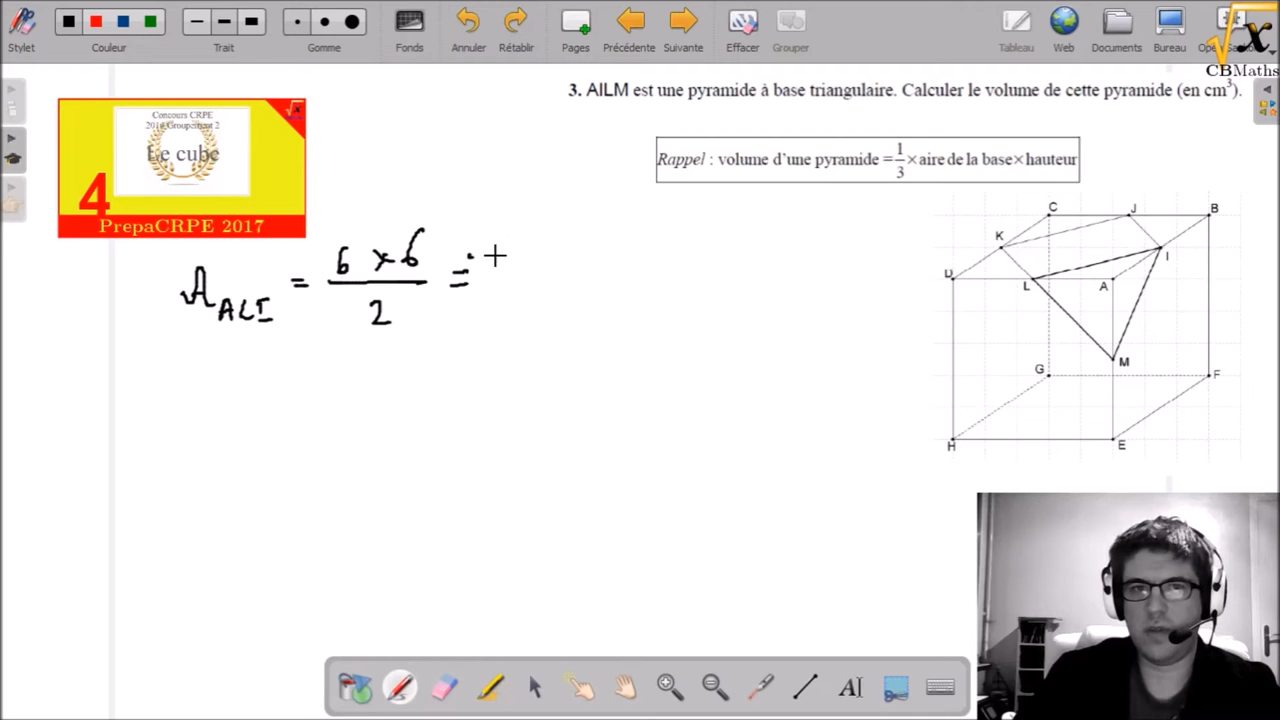 Stylet
Couleur
Trait
Gomme
Fonds
Annuler
Rétablir
Pages
Précédente
Suivante
Effacer
Grouper
Tableau
Web
Documents
Bureau
√x
CBMaths
3. AILM est une pyramide à base triangulaire. Calculer le volume de cette pyramide (en cm³).
Rappel : volume d'une pyramide = 1/3 × aire de la base × hauteur
Concours CRPE
Le cube
4
PrepaCRPE 2017
A ALI = 6 × 6 / 2 =
C J B
K I
D L A
M
G F
H E
AI